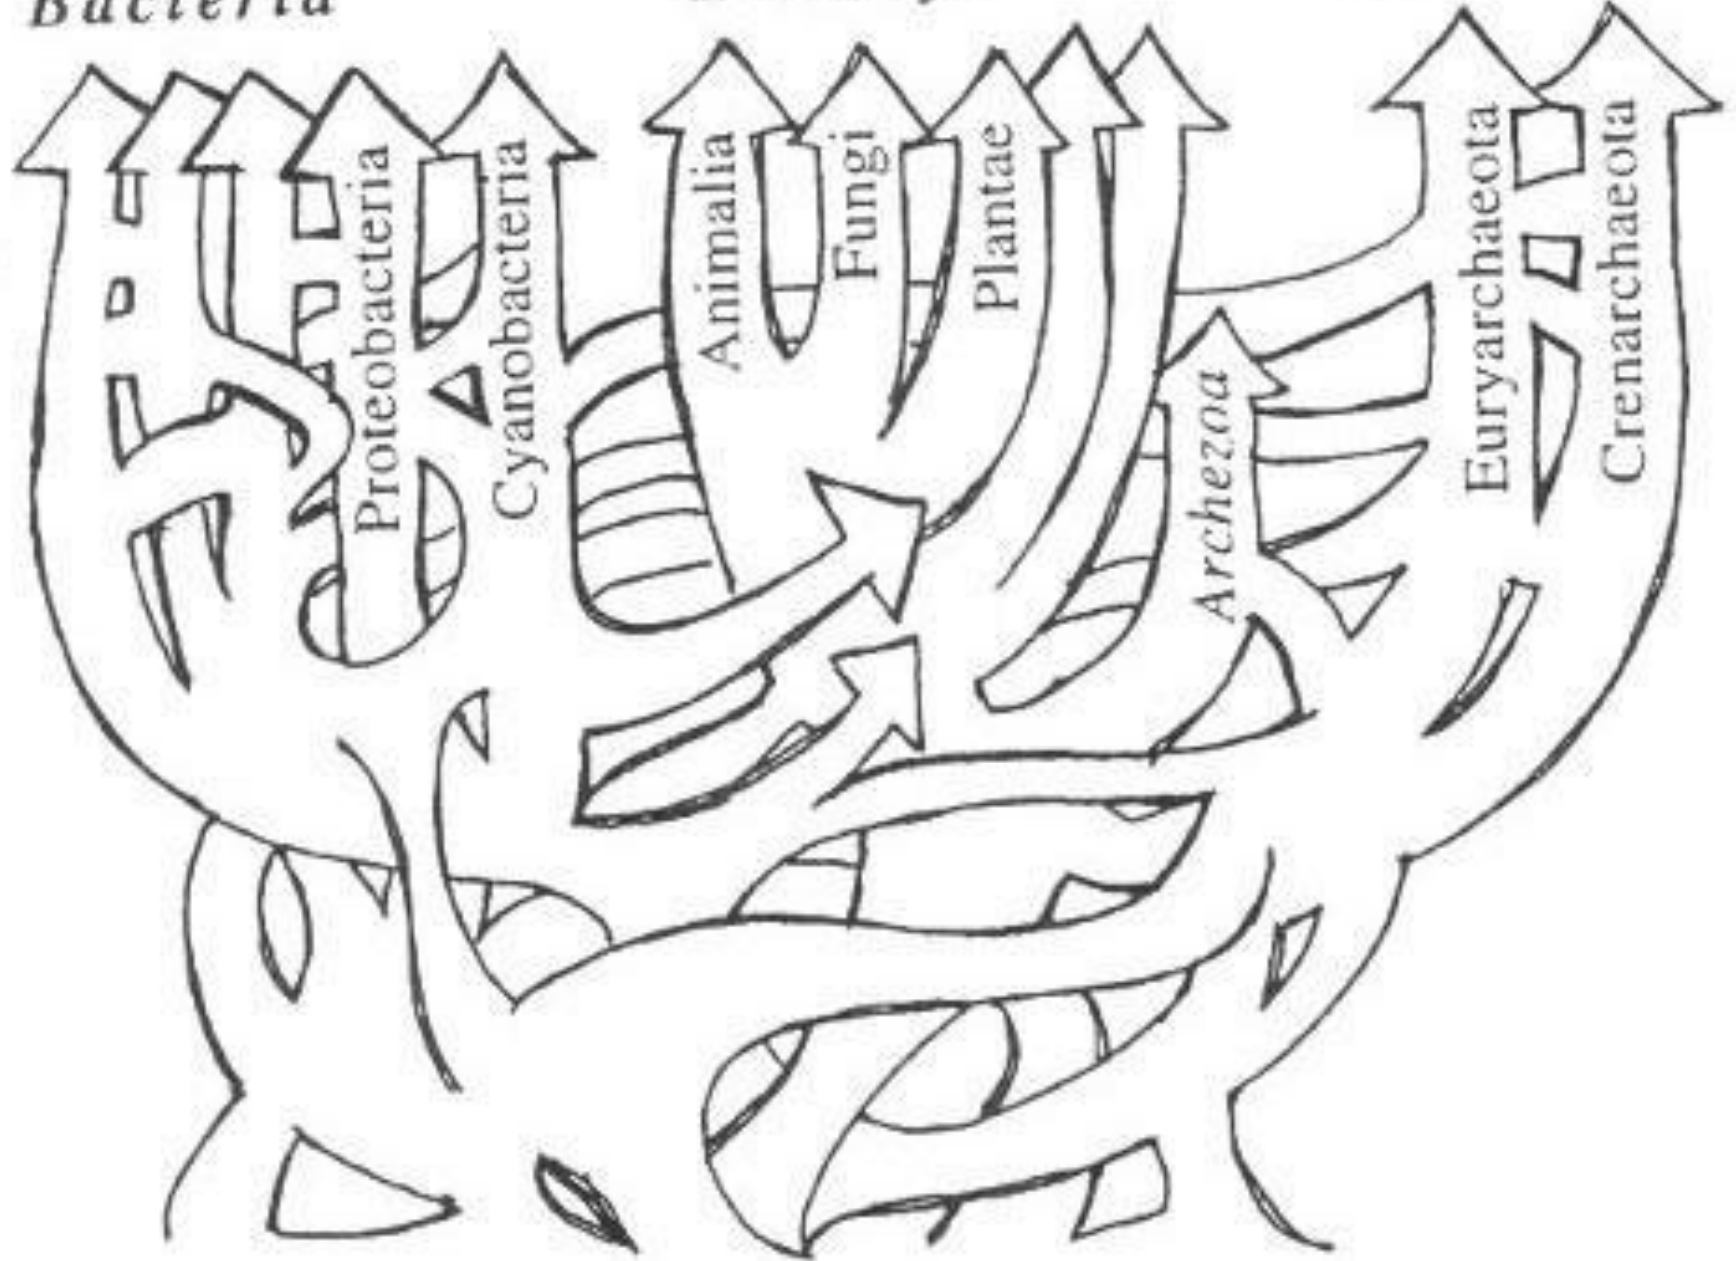 Bacteria
Proteobacteria
Cyanobacteria
Animalia
Fungi
Plantae
Archezoa
Euryarchaeota
Crenarchaeota